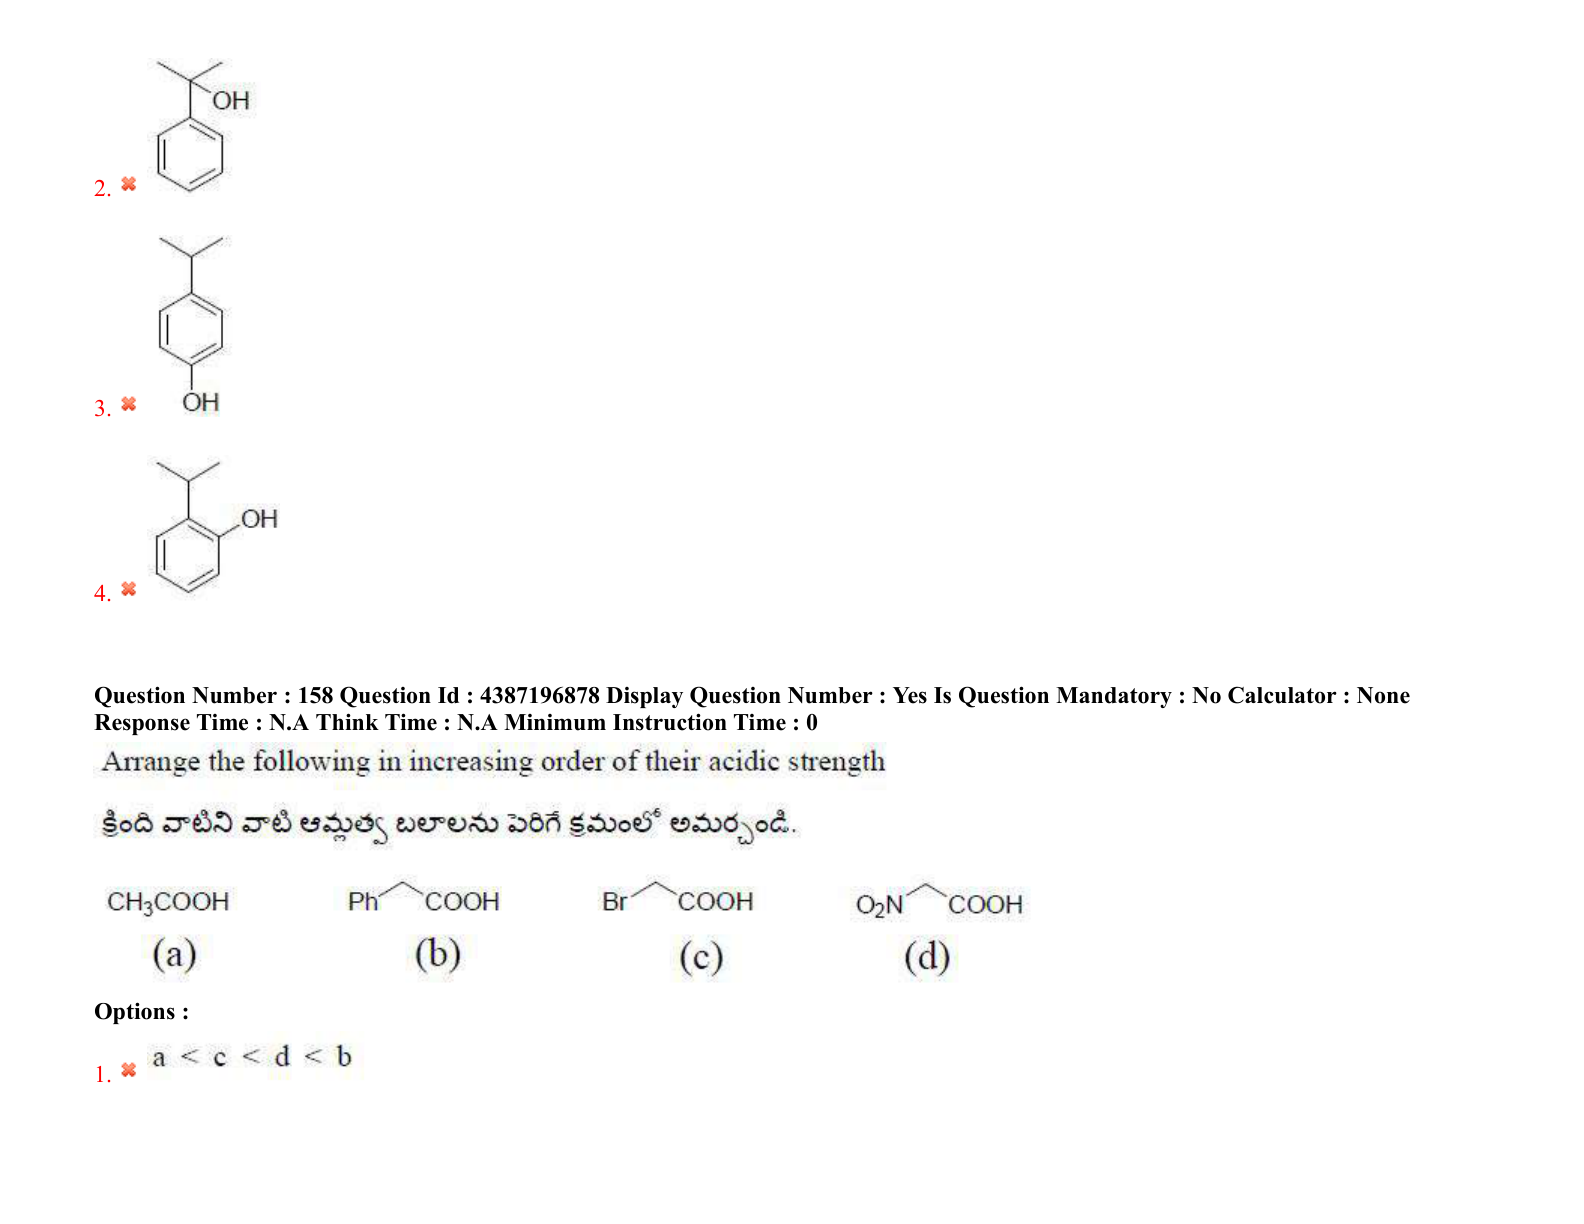 OH
2.
3.
OH
OH
4.
Question Number : 158 Question Id : 4387196878 Display Question Number : Yes Is Question Mandatory : No Calculator : None
Response Time : N.A Think Time : N.A Minimum Instruction Time : 0
Arrange the following in increasing order of their acidic strength
క్రింది వాటిని వాటి ఆమ్లత్వ బలాలను పెరిగే క్రమంలో అమర్చండి.
CH₃COOH Ph COOH Br COOH O₂N COOH
(a) (b) (c) (d)
Options :
1. a < c < d < b